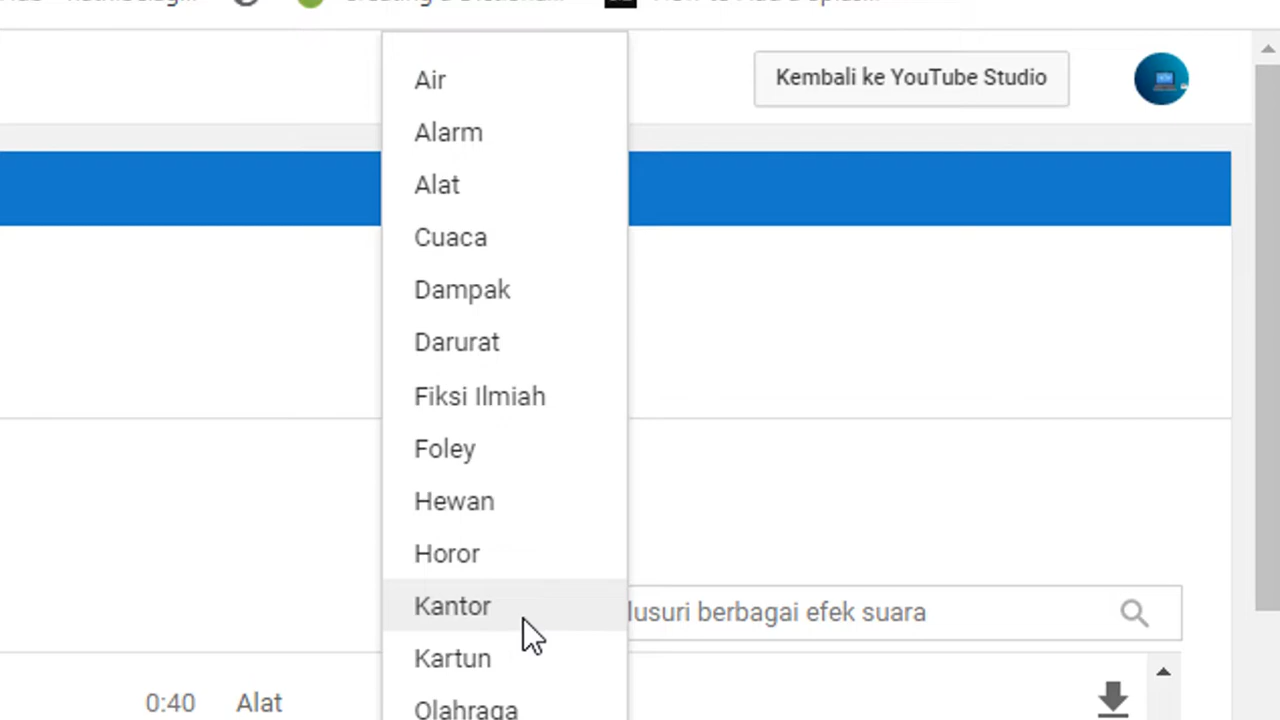 Air
Kembali ke YouTube Studio
Alarm
Alat
Cuaca
Dampak
Darurat
Fiksi Ilmiah
Foley
Hewan
Horor
Kantor
lusuri berbagai efek suara
Kartun
0:40 Alat
Olahraga